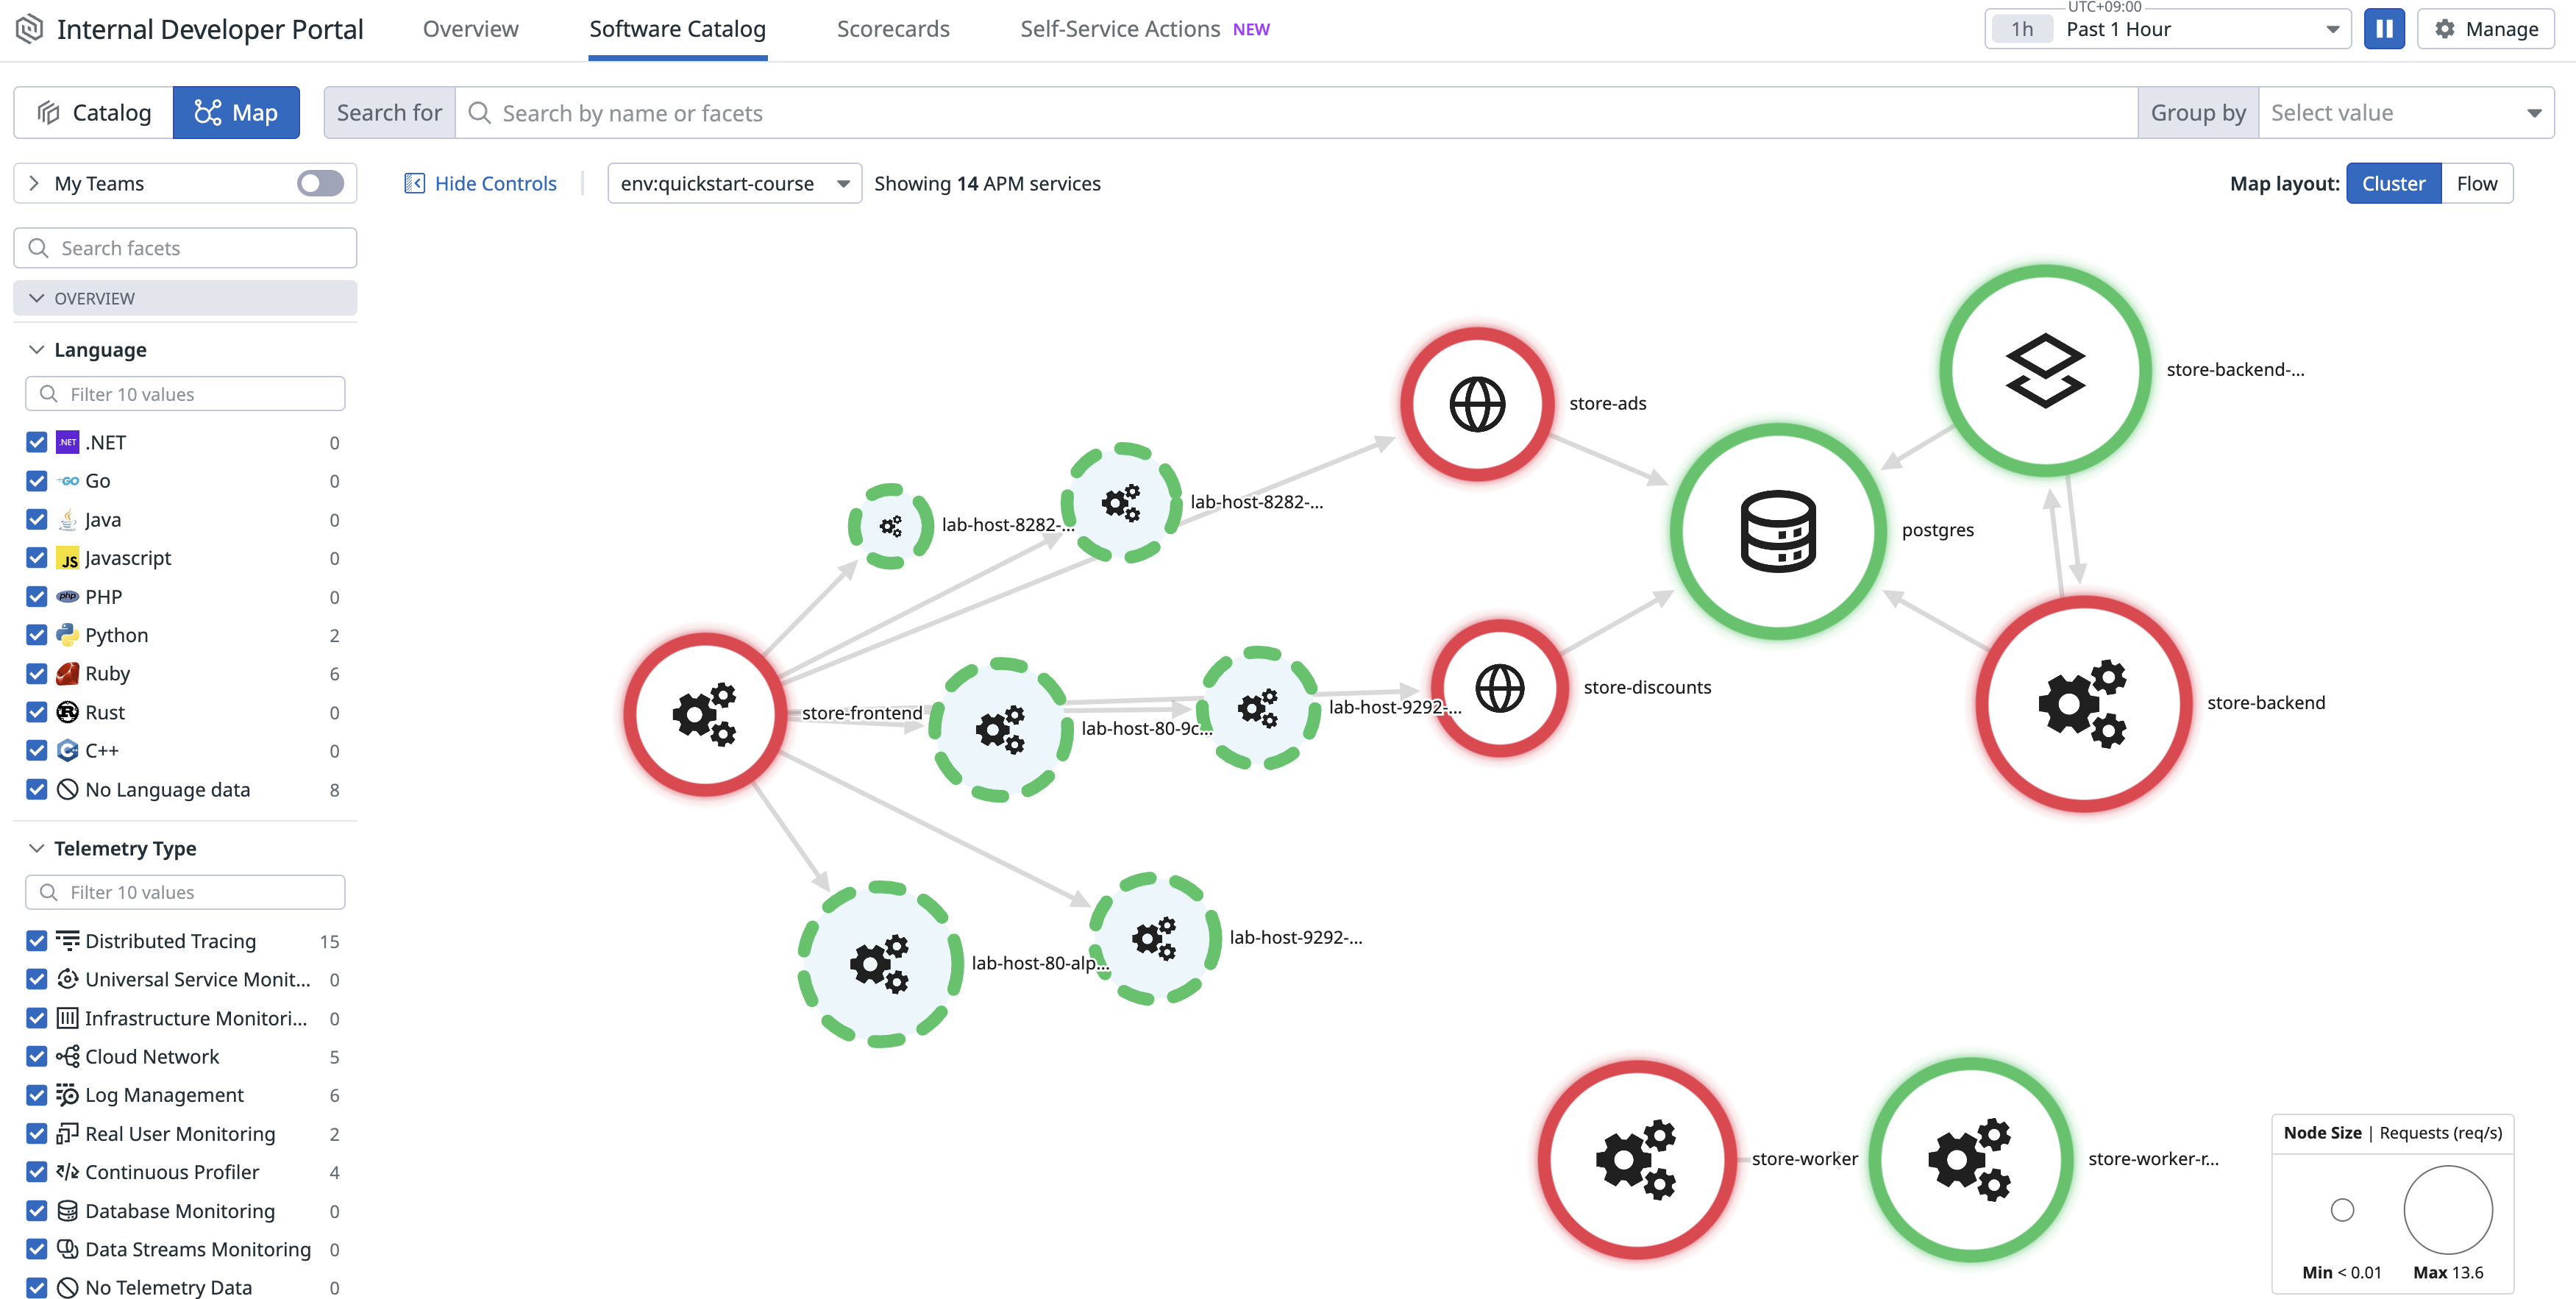 Internal Developer Portal
Overview
Software Catalog
Scorecards
Self-Service Actions NEW
UTC+09:00
1h Past 1 Hour
Manage
Catalog
Map
Search for
Search by name or facets
Group by
Select value
My Teams
Hide Controls
env:quickstart-course
Showing 14 APM services
Map layout:
Cluster
Flow
Search facets
OVERVIEW
Language
Filter 10 values
.NET .NET 0
GO Go 0
Java 0
JS Javascript 0
php PHP 0
Python 2
Ruby 6
R Rust 0
C++ 0
No Language data 8
Telemetry Type
Filter 10 values
Distributed Tracing 15
Universal Service Monit... 0
Infrastructure Monitori... 0
Cloud Network 5
Log Management 6
Real User Monitoring 2
Continuous Profiler 4
Database Monitoring 0
Data Streams Monitoring 0
No Telemetry Data 0
store-backend-...
store-ads
lab-host-8282-...
lab-host-8282-...
postgres
store-discounts
store-backend
store-frontend
lab-host-80-9c...
lab-host-9292-...
lab-host-9292-...
lab-host-80-alp...
store-worker
store-worker-r...
Node Size | Requests (req/s)
Min < 0.01
Max 13.6